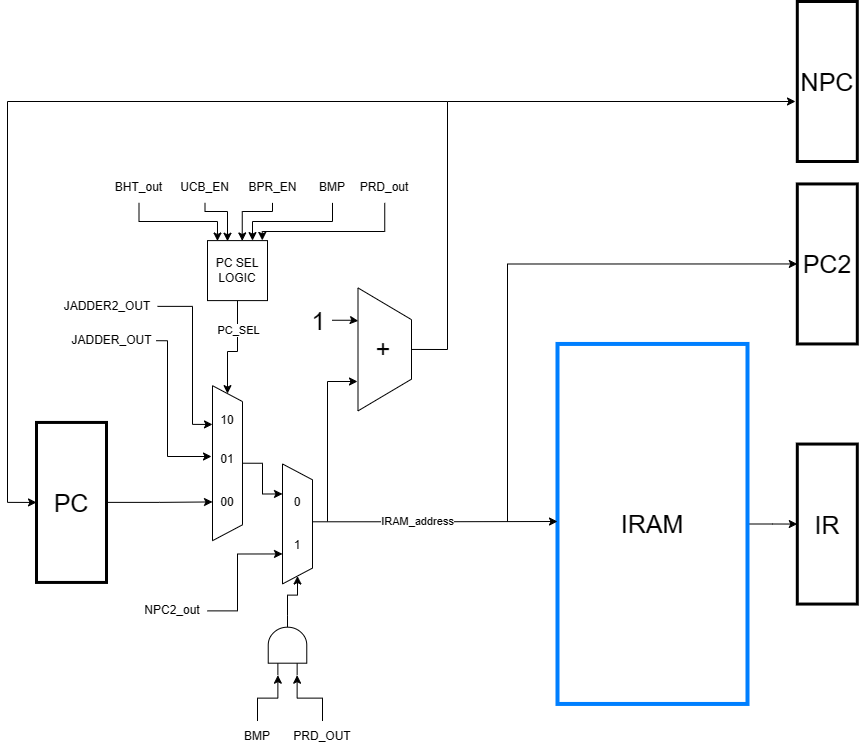 NPC
BHT_out
UCB_EN
BPR_EN
BMP
PRD_out
PC SEL
LOGIC
PC2
JADDER2_OUT
1
PC_SEL
JADDER_OUT
+
10
01
00
PC
0
1
IRAM_address
IRAM
IR
NPC2_out
BMP
PRD_OUT